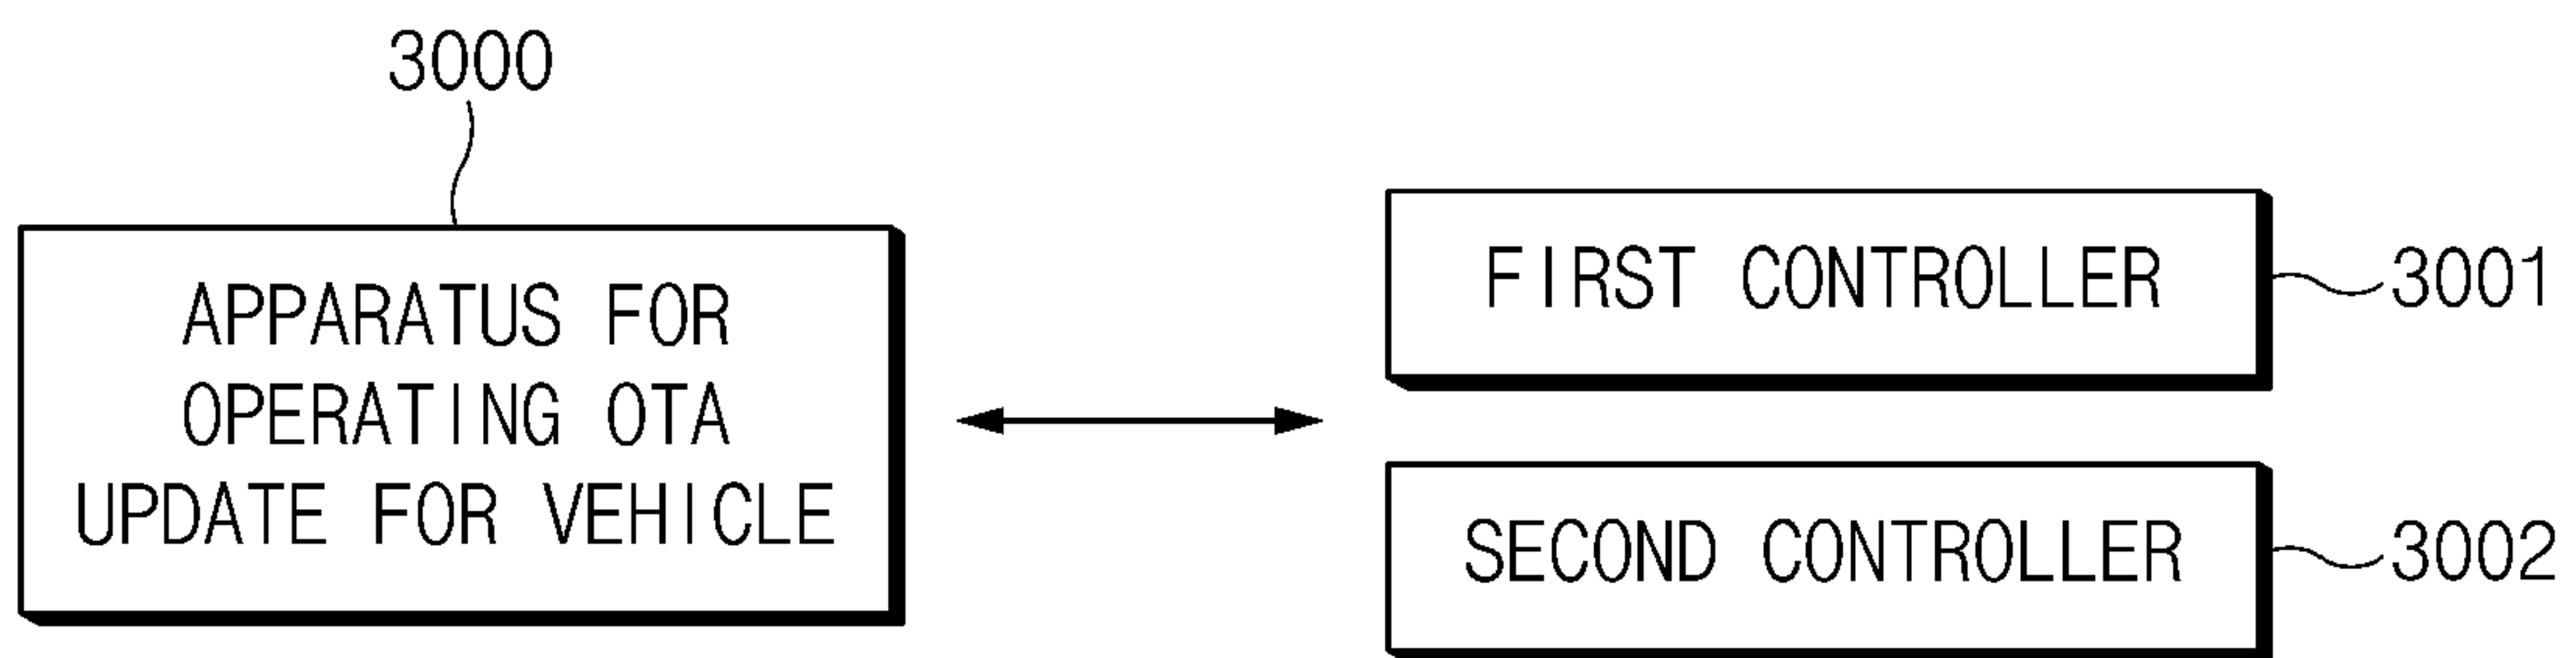 3000
APPARATUS FOR
OPERATING OTA
UPDATE FOR VEHICLE
FIRST CONTROLLER
3001
SECOND CONTROLLER
3002